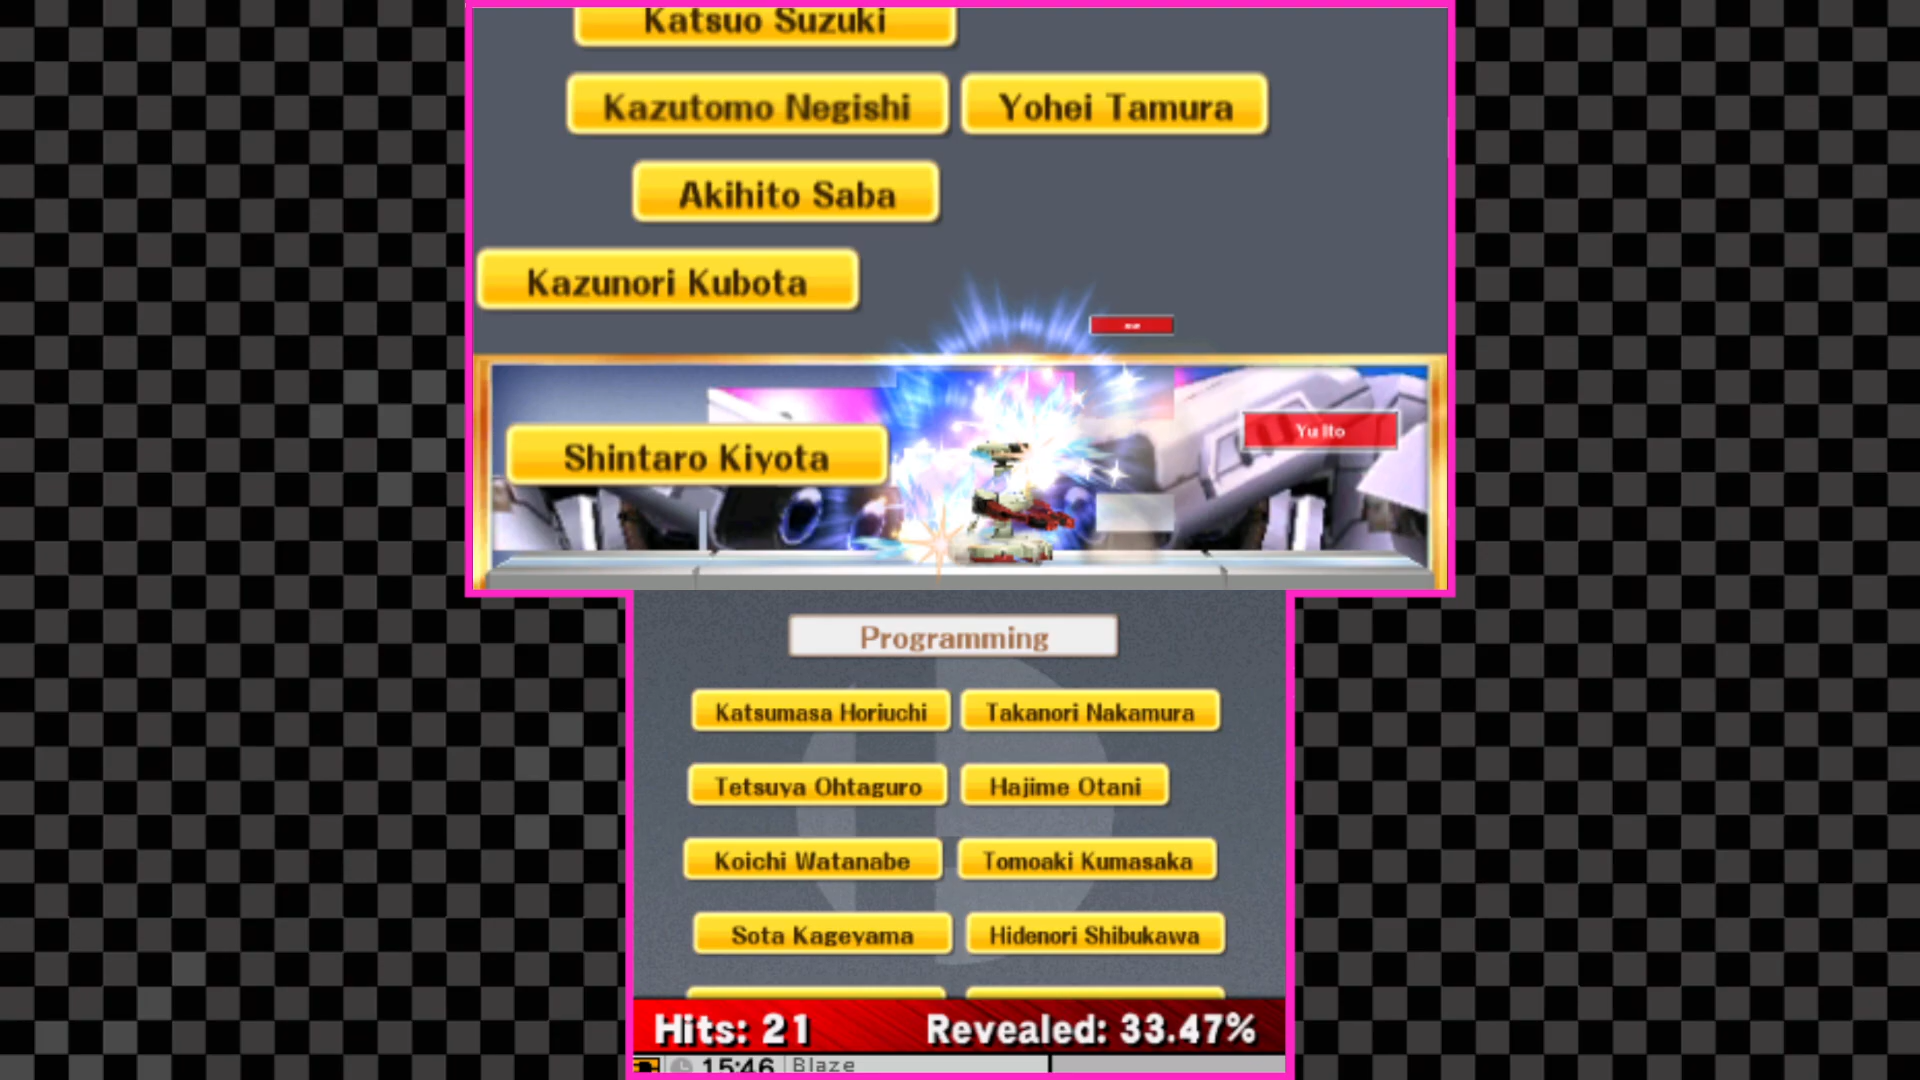 Katsuo Suzuki
Kazutomo Negishi Yohei Tamura
Akihito Saba
Kazunori Kubota
Yu Ito
Shintaro Kiyota
Programming
Katsumasa Horiuchi Takanori Nakamura
Tetsuya Ohtaguro Hajime Otani
Koichi Watanabe Tomoaki Kumasaka
Sota Kageyama Hidenori Shibukawa
Hits: 21 Revealed: 33.47%
15:46 Blaze